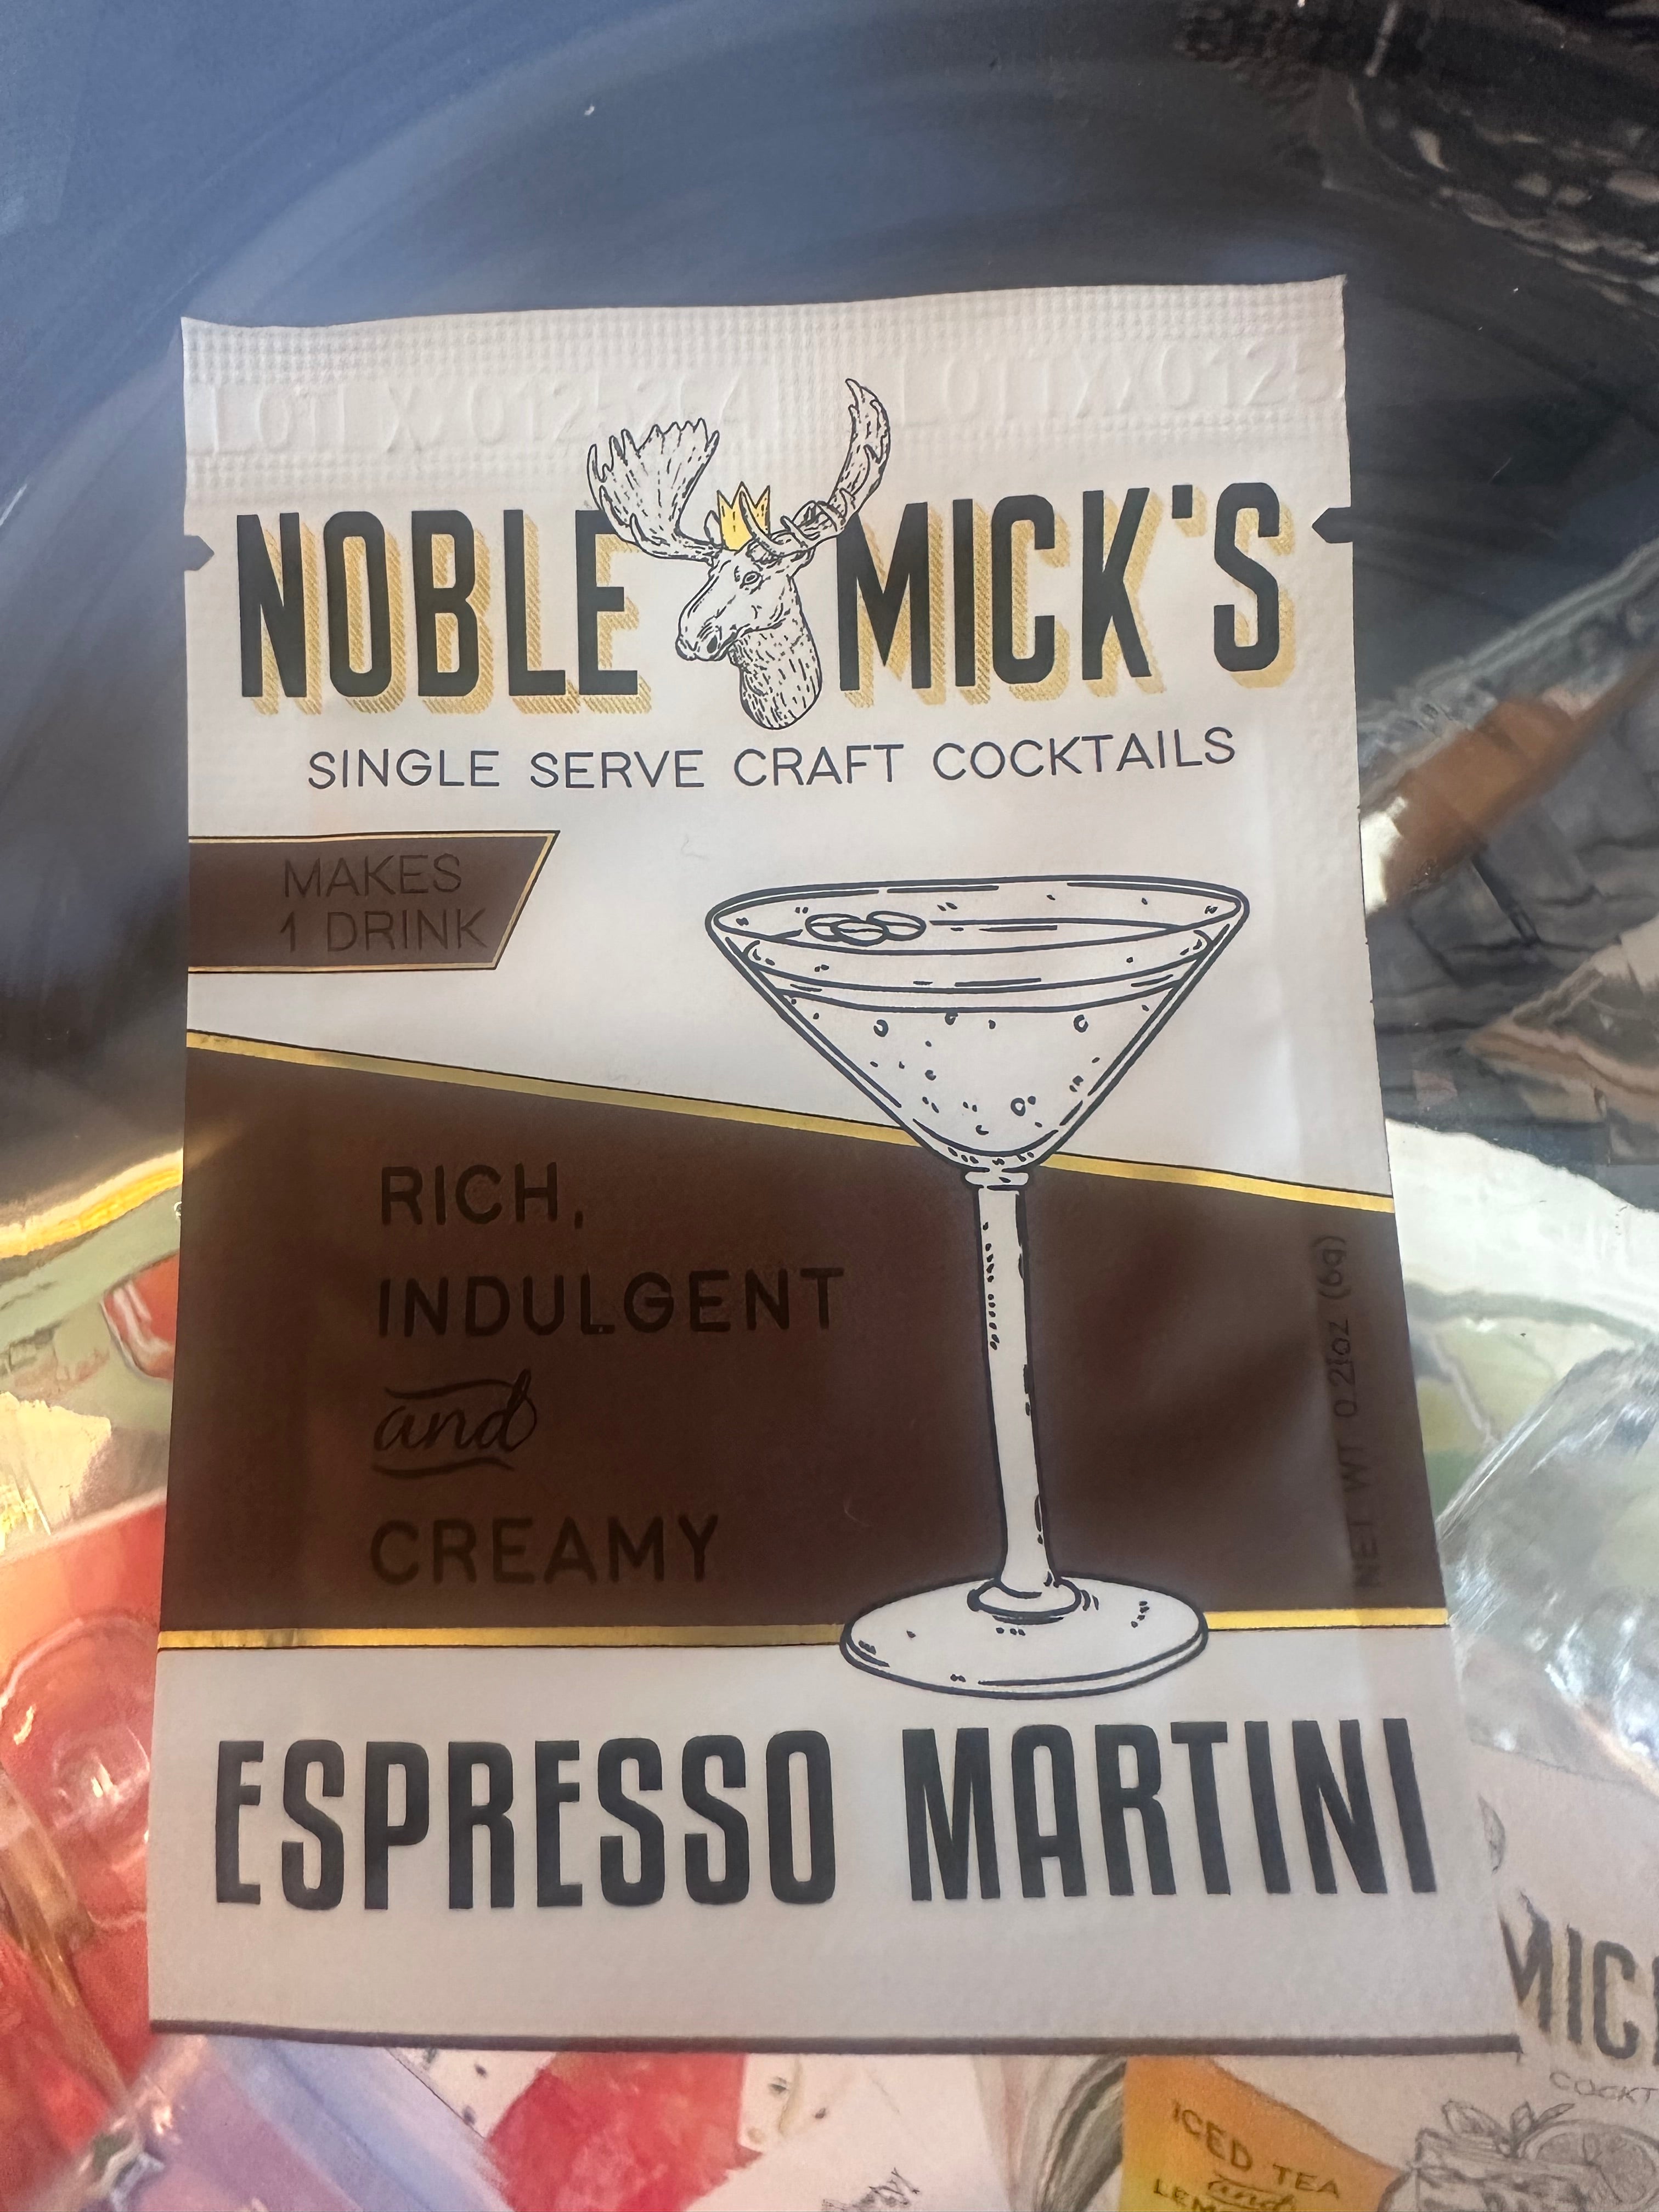 NOBLE MICK'S
SINGLE SERVE CRAFT COCKTAILS
MAKES
1 DRINK
RICH,
INDULGENT
and
CREAMY
NET WT 0.21oz (6g)
ESPRESSO MARTINI
ICED TEA
and